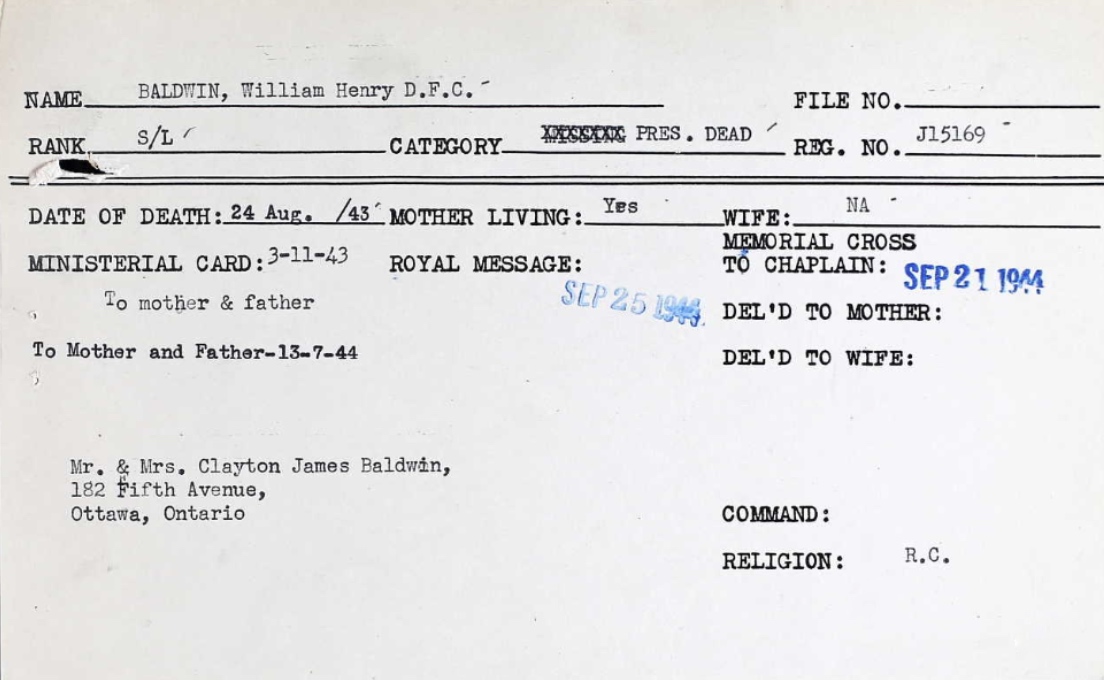 NAME BALDWIN, William Henry D.F.C. FILE NO.
RANK S/L CATEGORY PRES. DEAD REG. NO. J15169
DATE OF DEATH: 24 Aug. /43 MOTHER LIVING: Yes WIFE: NA
MEMORIAL CROSS
MINISTERIAL CARD: 3-11-43 ROYAL MESSAGE: TO CHAPLAIN: SEP 21 1944
To mother & father SEP 25 1944 DEL'D TO MOTHER:
To Mother and Father-13-7-44 DEL'D TO WIFE:
Mr. & Mrs. Clayton James Baldwin,
182 Fifth Avenue,
Ottawa, Ontario COMMAND:
RELIGION: R.C.